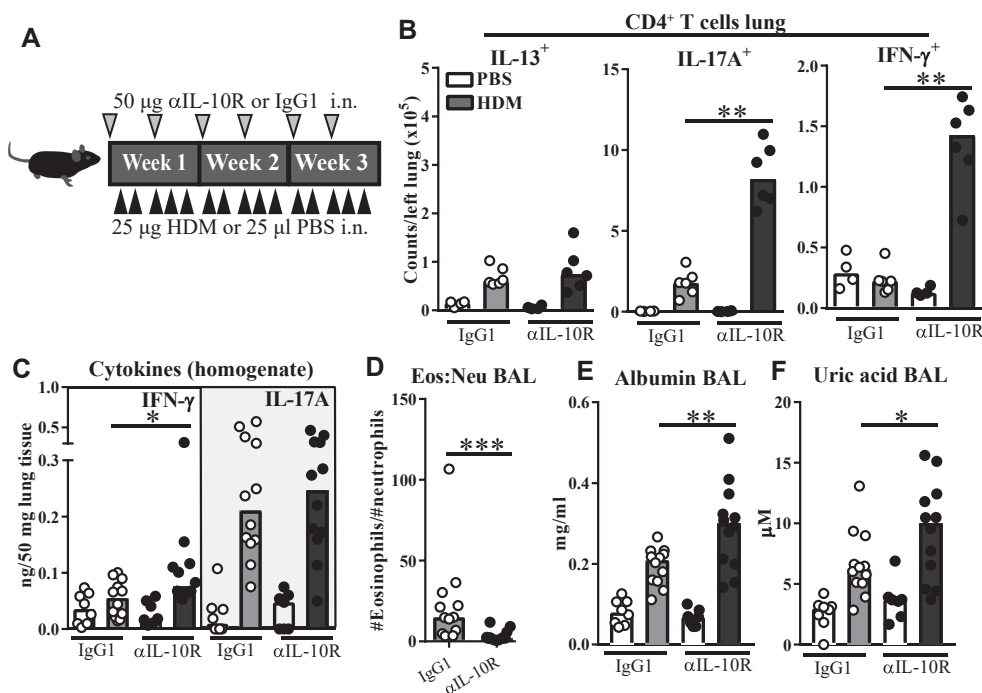 A
50 µg αIL-10R or IgG1 i.n.
Week 1 Week 2 Week 3
25 µg HDM or 25 µl PBS i.n.
B
CD4⁺ T cells lung
IL-13⁺ IL-17A⁺ IFN-γ⁺
PBS
HDM
Counts/left lung (x10⁵)
5
4
3
2
1
0
IgG1 αIL-10R
**
15
10
5
0
IgG1 αIL-10R
**
2.0
1.5
1.0
0.5
0.0
IgG1 αIL-10R
C
Cytokines (homogenate)
IFN-γ IL-17A
*
ng/50 mg lung tissue
1.0
0.5
0.3
0.2
0.1
0.0
IgG1 αIL-10R IgG1 αIL-10R
D
Eos:Neu BAL
***
#Eosinophils/#neutrophils
150
100
50
0
IgG1 αIL-10R
E
Albumin BAL
**
mg/ml
0.6
0.4
0.2
0.0
IgG1 αIL-10R
F
Uric acid BAL
*
µM
20
15
10
5
0
IgG1 αIL-10R